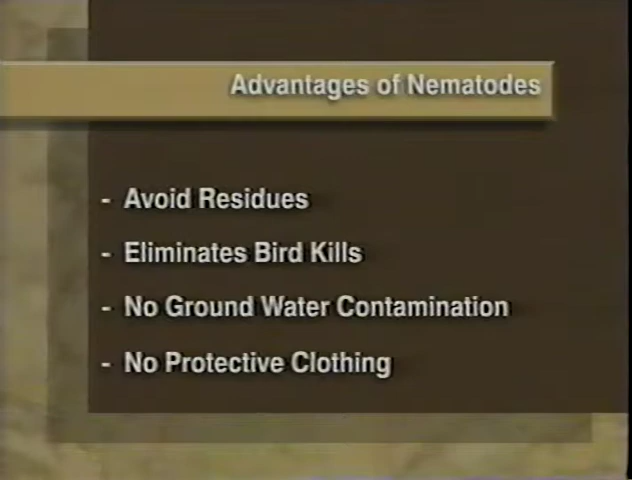 Advantages of Nematodes
- Avoid Residues
- Eliminates Bird Kills
- No Ground Water Contamination
- No Protective Clothing